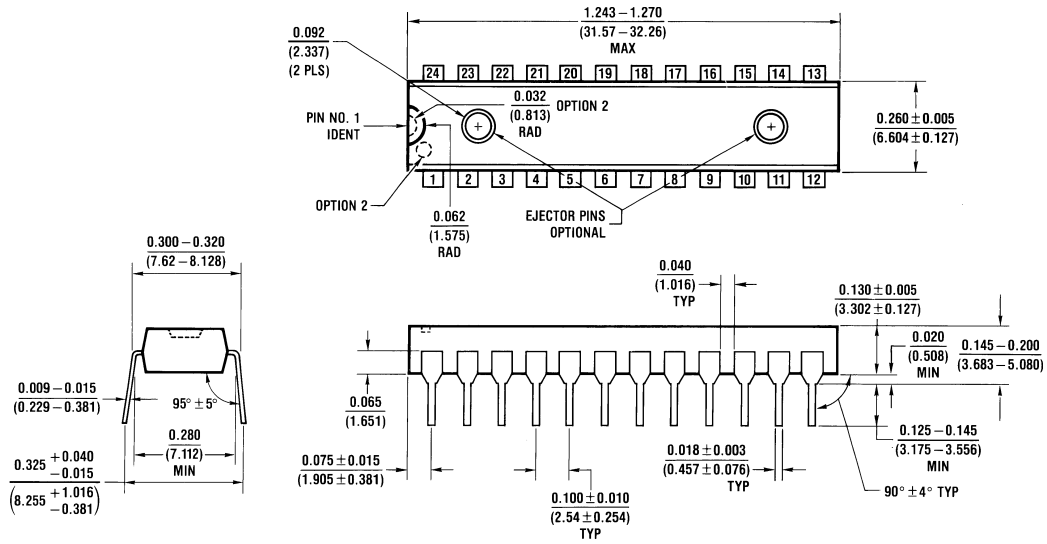 1.243 – 1.270
(31.57 – 32.26)
MAX
0.092
(2.337)
(2 PLS)
24 23 22 21 20 19 18 17 16 15 14 13
0.032
(0.813)
RAD
OPTION 2
PIN NO. 1
IDENT
0.260 ± 0.005
(6.604 ± 0.127)
1 2 3 4 5 6 7 8 9 10 11 12
OPTION 2
0.062
(1.575)
RAD
EJECTOR PINS
OPTIONAL
0.300 – 0.320
(7.62 – 8.128)
0.040
(1.016)
TYP
0.130 ± 0.005
(3.302 ± 0.127)
0.020
(0.508)
MIN
0.145 – 0.200
(3.683 – 5.080)
0.009 – 0.015
(0.229 – 0.381)
95° ± 5°
0.065
(1.651)
0.280
(7.112)
MIN
0.125 – 0.145
(3.175 – 3.556)
MIN
0.325 +0.040 −0.015
(8.255 +1.016 −0.381)
0.075 ± 0.015
(1.905 ± 0.381)
0.018 ± 0.003
(0.457 ± 0.076)
TYP
90° ± 4° TYP
0.100 ± 0.010
(2.54 ± 0.254)
TYP